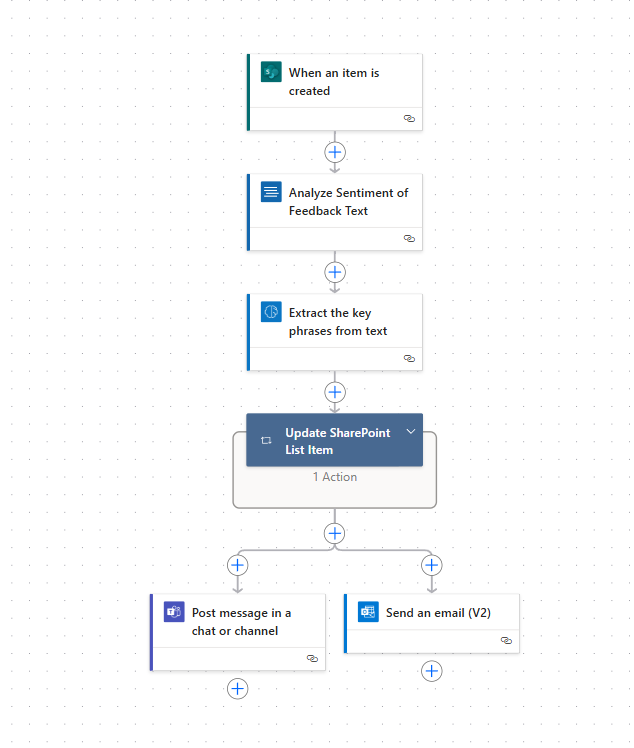 When an item is
created
Analyze Sentiment of
Feedback Text
Extract the key
phrases from text
Update SharePoint
List Item
1 Action
Post message in a
chat or channel
Send an email (V2)